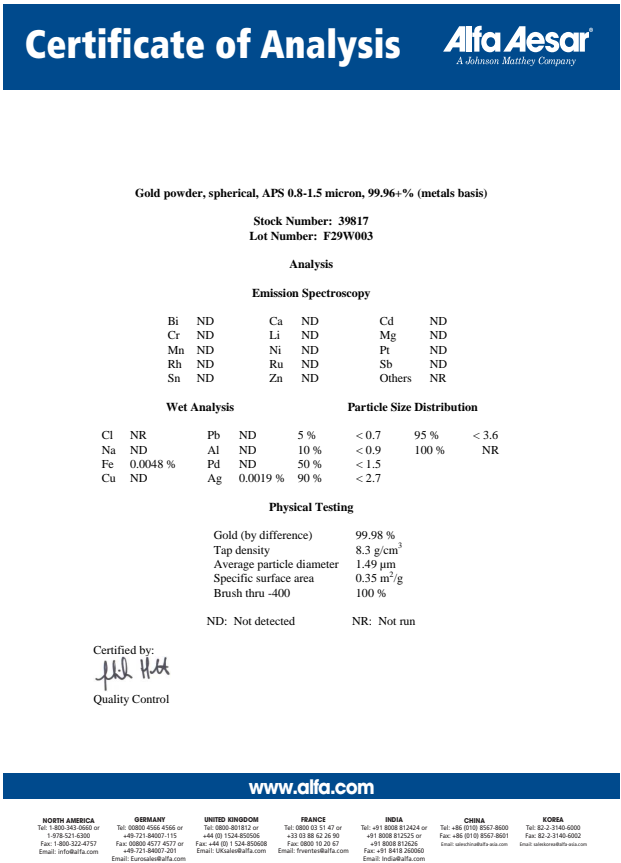 Certificate of Analysis
Alfa Aesar®
A Johnson Matthey Company
Gold powder, spherical, APS 0.8-1.5 micron, 99.96+% (metals basis)
Stock Number: 39817
Lot Number: F29W003
Analysis
Emission Spectroscopy
Bi ND Ca ND Cd ND
Cr ND Li ND Mg ND
Mn ND Ni ND Pt ND
Rh ND Ru ND Sb ND
Sn ND Zn ND Others NR
Wet Analysis Particle Size Distribution
Cl NR Pb ND 5 % < 0.7 95 % < 3.6
Na ND Al ND 10 % < 0.9 100 % NR
Fe 0.0048 % Pd ND 50 % < 1.5
Cu ND Ag 0.0019 % 90 % < 2.7
Physical Testing
Gold (by difference) 99.98 %
Tap density 8.3 g/cm³
Average particle diameter 1.49 µm
Specific surface area 0.35 m²/g
Brush thru -400 100 %
ND: Not detected NR: Not run
Certified by:
Quality Control
www.alfa.com
NORTH AMERICA
Tel: 1-800-343-0660 or
1-978-521-6300
Fax: 1-800-322-4757
Email: info@alfa.com
GERMANY
Tel: 00800 4566 4566 or
+49-721-84007-115
Fax: 00800 4577 4577 or
+49-721-84007-201
Email: Eurosales@alfa.com
UNITED KINGDOM
Tel: 0800-801812 or
+44 (0) 1524-850506
Fax: +44 (0) 1 524-850608
Email: UKsales@alfa.com
FRANCE
Tel: 0800 03 51 47 or
+33 03 88 62 26 90
Fax: 0800 10 20 67
Email: frventes@alfa.com
INDIA
Tel: +91 8008 812424 or
+91 8008 812525 or
+91 8008 812626
Fax: +91 8418 260060
Email: India@alfa.com
CHINA
Tel: +86 (010) 8567-8600
Fax: +86 (010) 8567-8601
Email: saleschina@alfa-asia.com
KOREA
Tel: 82-2-3140-6000
Fax: 82-2-3140-6002
Email: saleskorea@alfa-asia.com